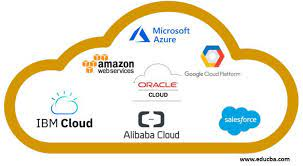 Microsoft
Azure
amazon
webservices
Google Cloud Platform
ORACLE
CLOUD
IBM Cloud
Alibaba Cloud
salesforce
www.educba.com